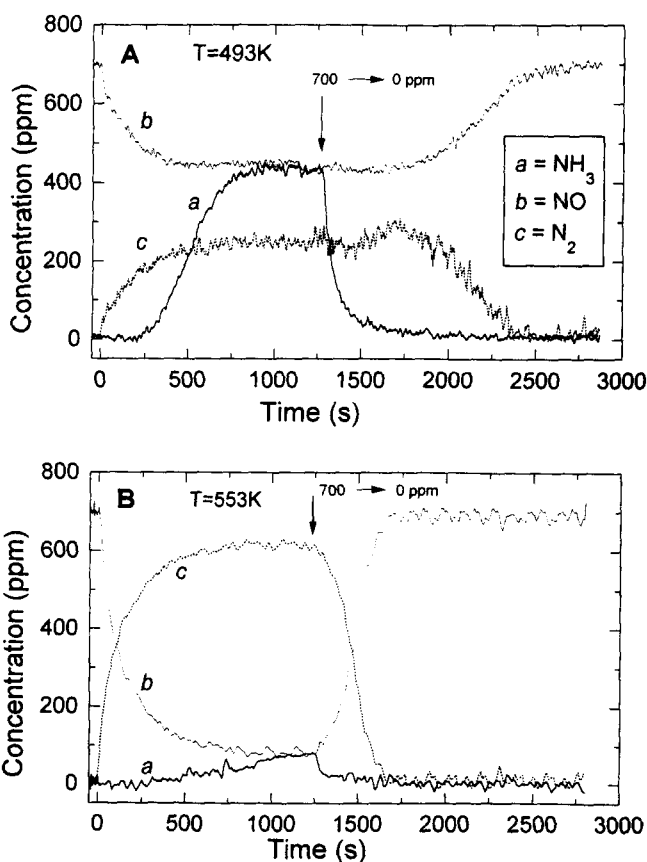 800
A
T=493K
700 → 0 ppm
600
b
a = NH3
b = NO
c = N2
400
a
c
200
0
Concentration (ppm)
0 500 1000 1500 2000 2500 3000
Time (s)
800
B
T=553K
700 → 0 ppm
600
c
400
b
200
a
0
Concentration (ppm)
0 500 1000 1500 2000 2500 3000
Time (s)